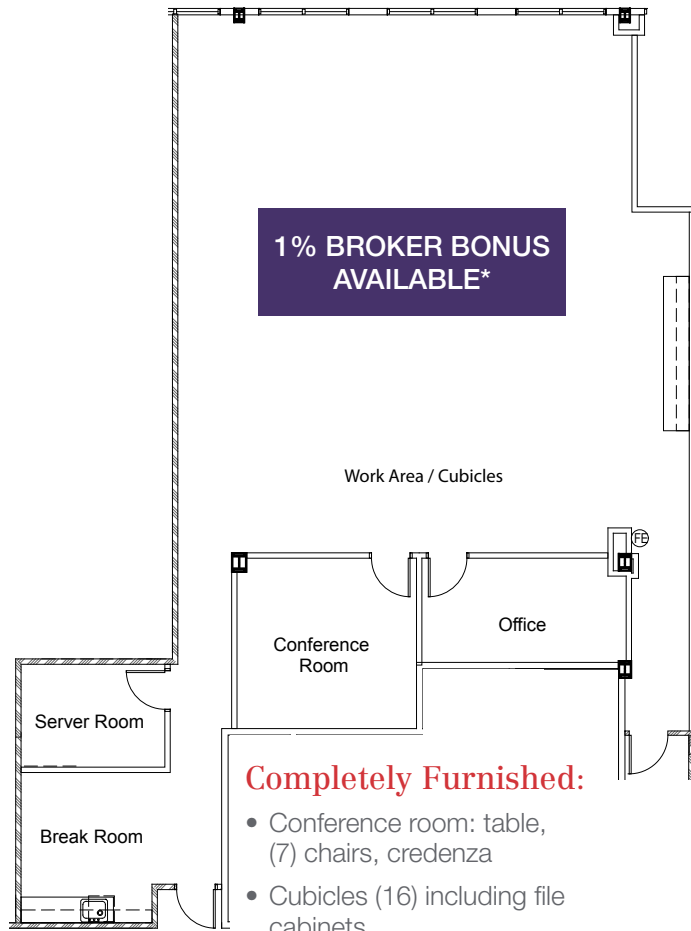 1% BROKER BONUS
AVAILABLE*
Work Area / Cubicles
FE
Office
Conference
Room
Server Room
Break Room
Completely Furnished:
• Conference room: table,
(7) chairs, credenza
• Cubicles (16) including file
cabinets